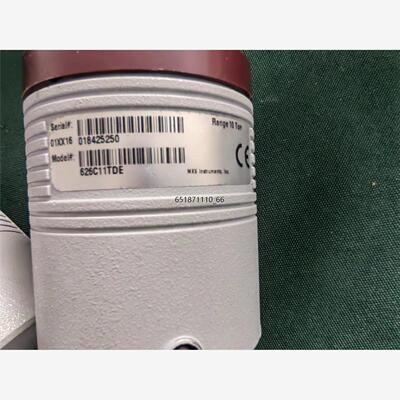 Serial#:
01XX16 018425250
Model#:
626C11TDE
Range 10 Torr
CE
MKS Instruments, Inc.
651871110_66